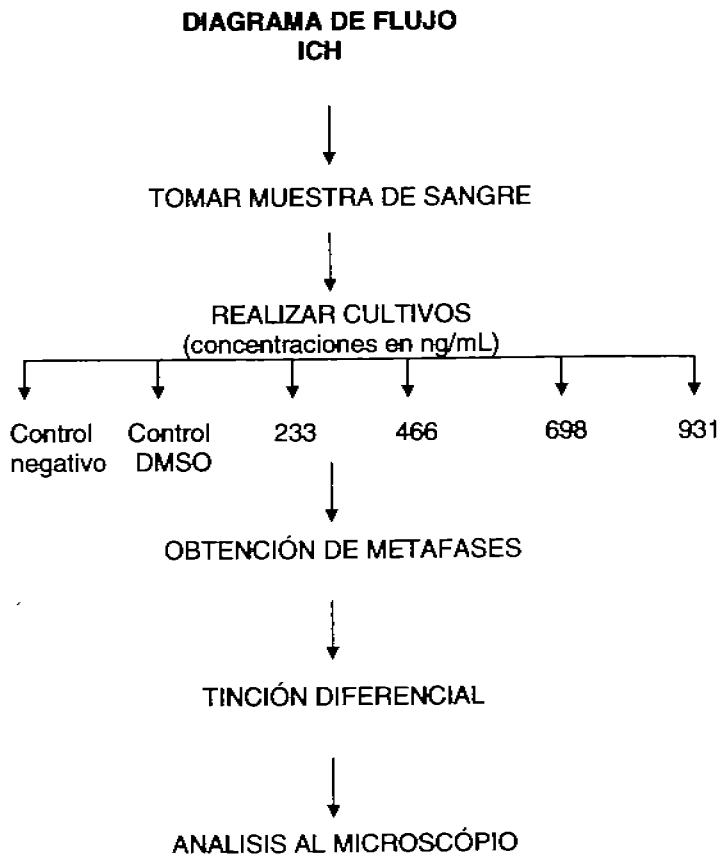 DIAGRAMA DE FLUJO
ICH
TOMAR MUESTRA DE SANGRE
REALIZAR CULTIVOS
(concentraciones en ng/mL)
Control negativo
Control DMSO
233
466
698
931
OBTENCIÓN DE METAFASES
TINCIÓN DIFERENCIAL
ANALISIS AL MICROSCÓPIO